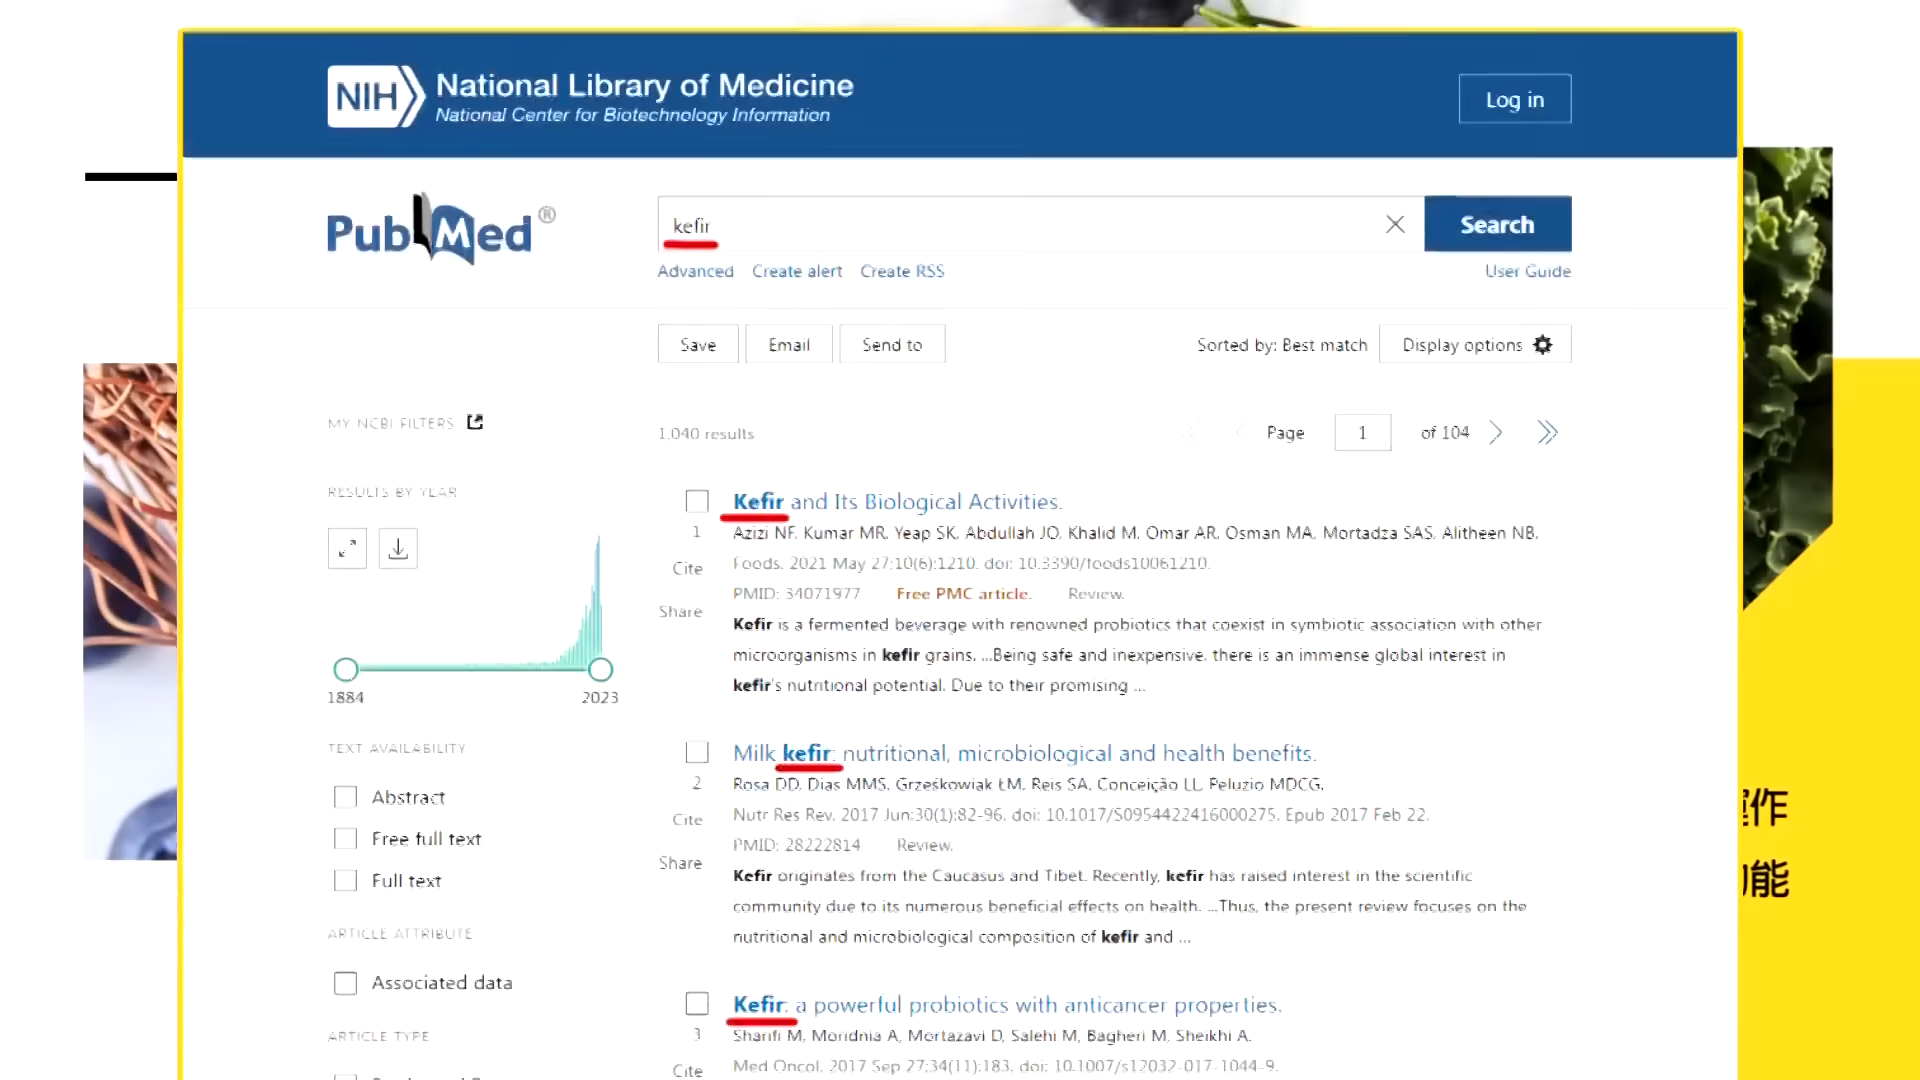 NIH National Library of Medicine
National Center for Biotechnology Information
Log in
PubMed®
kefir
Search
Advanced Create alert Create RSS
User Guide
Save Email Send to
Sorted by: Best match Display options
MY NCBI FILTERS
1,040 results
Page 1 of 104
RESULTS BY YEAR
1884 2023
TEXT AVAILABILITY
Abstract
Free full text
Full text
ARTICLE ATTRIBUTE
Associated data
ARTICLE TYPE
Kefir and Its Biological Activities.
1
Azizi NF, Kumar MR, Yeap SK, Abdullah JO, Khalid M, Omar AR, Osman MA, Mortadza SAS, Alitheen NB.
Cite
Foods. 2021 May 27;10(6):1210. doi: 10.3390/foods10061210.
PMID: 34071977 Free PMC article. Review.
Share
Kefir is a fermented beverage with renowned probiotics that coexist in symbiotic association with other
microorganisms in kefir grains. ...Being safe and inexpensive, there is an immense global interest in
kefir's nutritional potential. Due to their promising ...
Milk kefir: nutritional, microbiological and health benefits.
2
Rosa DD, Dias MMS, Grześkowiak ŁM, Reis SA, Conceição LL, Peluzio MDCG.
Cite
Nutr Res Rev. 2017 Jun;30(1):82-96. doi: 10.1017/S0954422416000275. Epub 2017 Feb 22.
PMID: 28222814 Review.
Share
Kefir originates from the Caucasus and Tibet. Recently, kefir has raised interest in the scientific
community due to its numerous beneficial effects on health. ...Thus, the present review focuses on the
nutritional and microbiological composition of kefir and ...
Kefir: a powerful probiotics with anticancer properties.
3
Sharifi M, Moridnia A, Mortazavi D, Salehi M, Bagheri M, Sheikhi A.
Cite
Med Oncol. 2017 Sep 27;34(11):183. doi: 10.1007/s12032-017-1044-9.
作
能